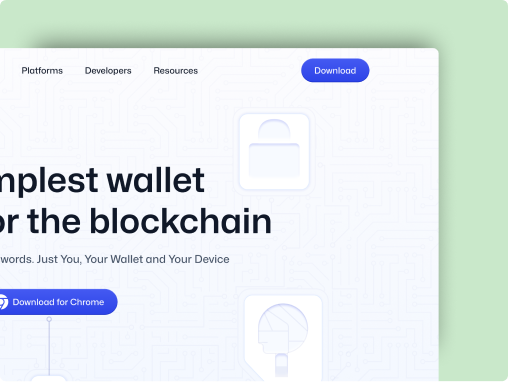 Platforms Developers Resources Download
mplest wallet
or the blockchain
words. Just You, Your Wallet and Your Device
Download for Chrome